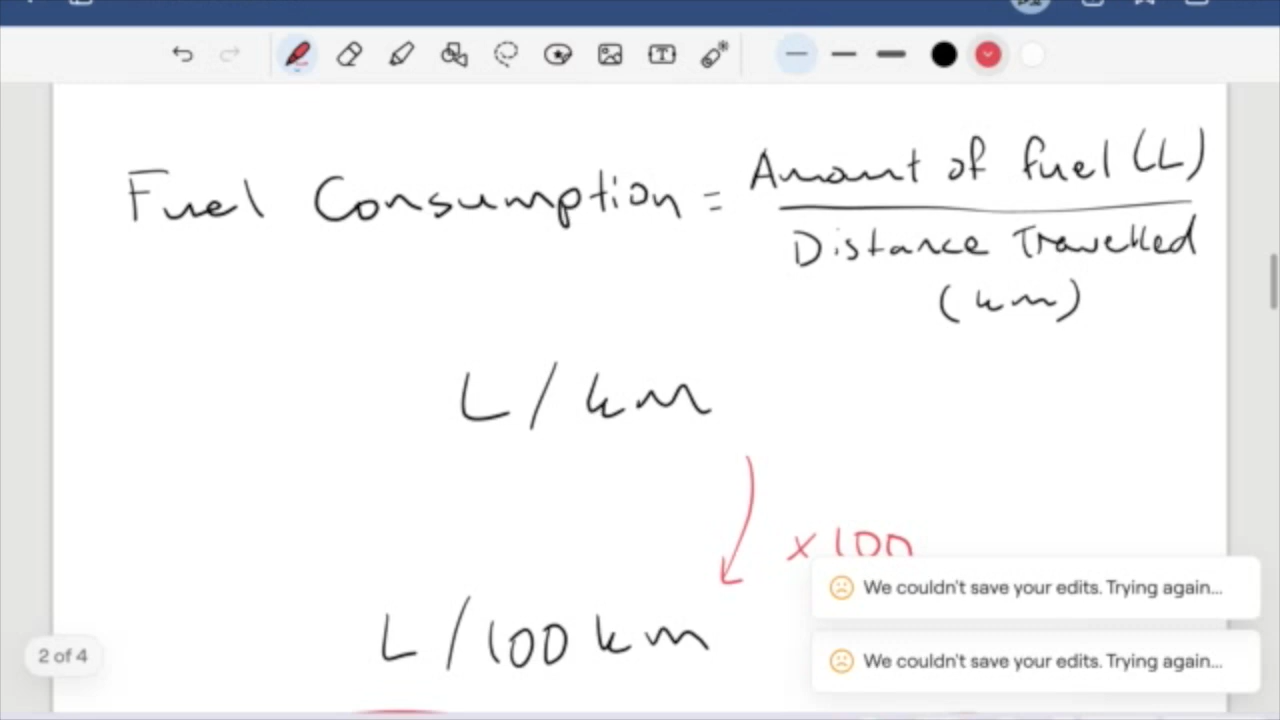 Fuel Consumption = Amount of fuel (L)
Distance Travelled
(km)
L/km
x 100
We couldn't save your edits. Trying again...
L/100 km
2 of 4
We couldn't save your edits. Trying again...